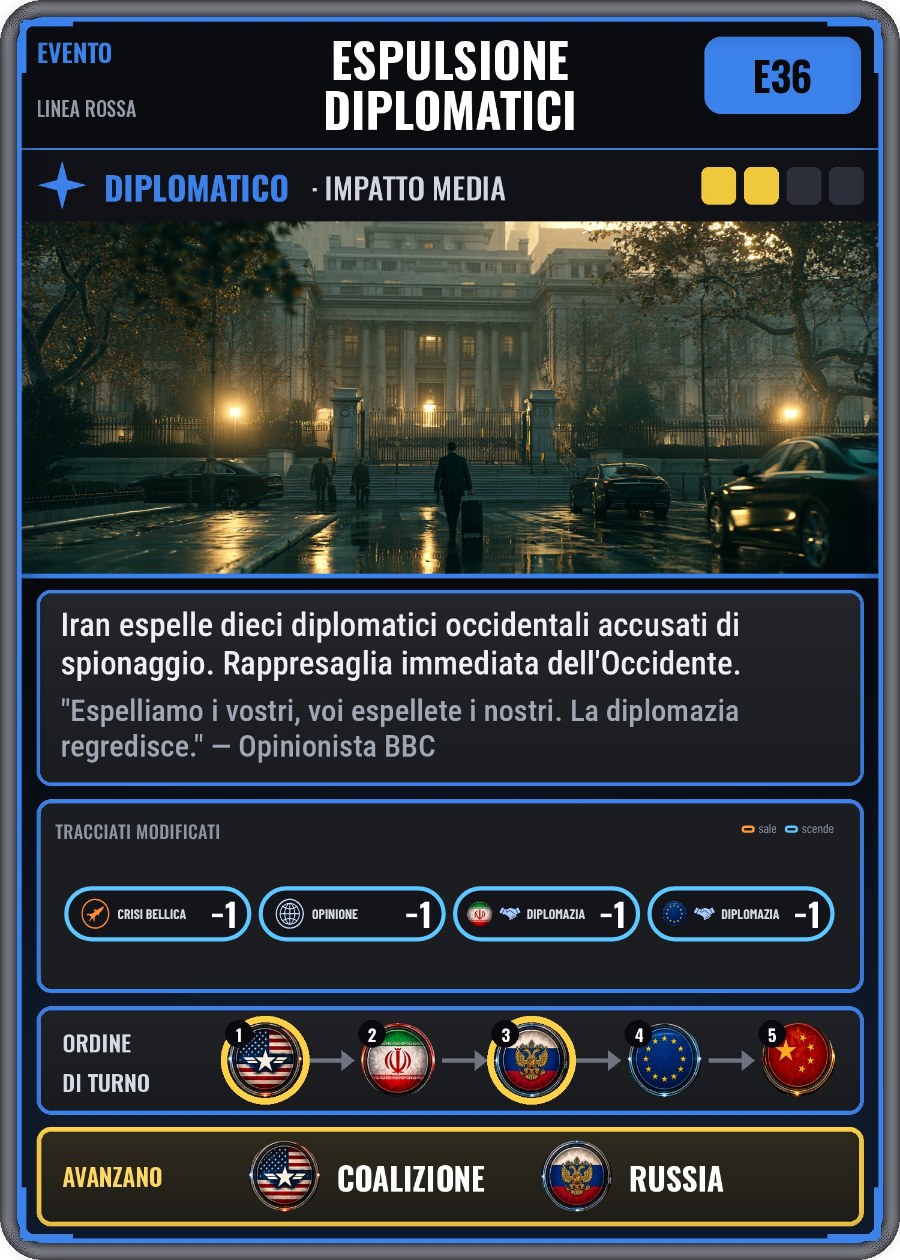 EVENTO
LINEA ROSSA
ESPULSIONE
DIPLOMATICI
E36
DIPLOMATICO · IMPATTO MEDIA
Iran espelle dieci diplomatici occidentali accusati di
spionaggio. Rappresaglia immediata dell'Occidente.
"Espelliamo i vostri, voi espellete i nostri. La diplomazia
regredisce." — Opinionista BBC
TRACCIATI MODIFICATI
sale scende
CRISI BELLICA -1
OPINIONE -1
DIPLOMAZIA -1
DIPLOMAZIA -1
ORDINE
DI TURNO
1 2 3 4 5
AVANZANO COALIZIONE RUSSIA